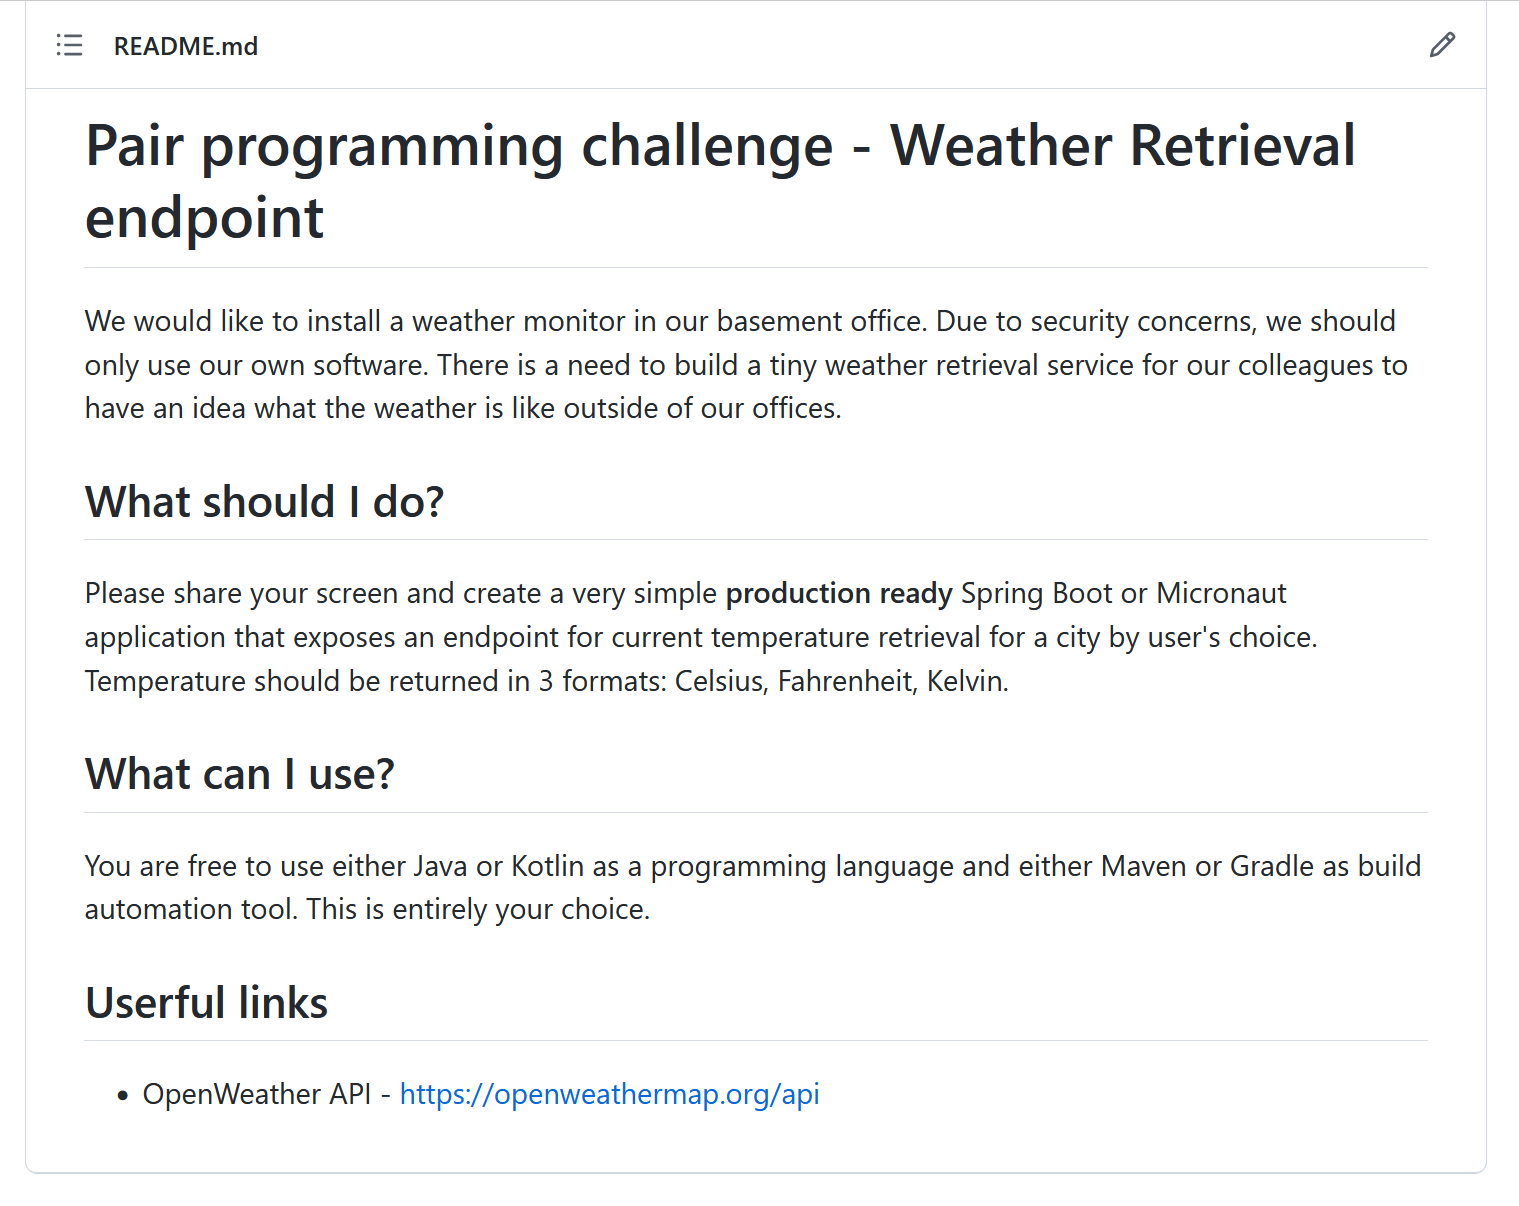 README.md
Pair programming challenge - Weather Retrieval
endpoint
We would like to install a weather monitor in our basement office. Due to security concerns, we should
only use our own software. There is a need to build a tiny weather retrieval service for our colleagues to
have an idea what the weather is like outside of our offices.
What should I do?
Please share your screen and create a very simple production ready Spring Boot or Micronaut
application that exposes an endpoint for current temperature retrieval for a city by user's choice.
Temperature should be returned in 3 formats: Celsius, Fahrenheit, Kelvin.
What can I use?
You are free to use either Java or Kotlin as a programming language and either Maven or Gradle as build
automation tool. This is entirely your choice.
Userful links
• OpenWeather API - https://openweathermap.org/api